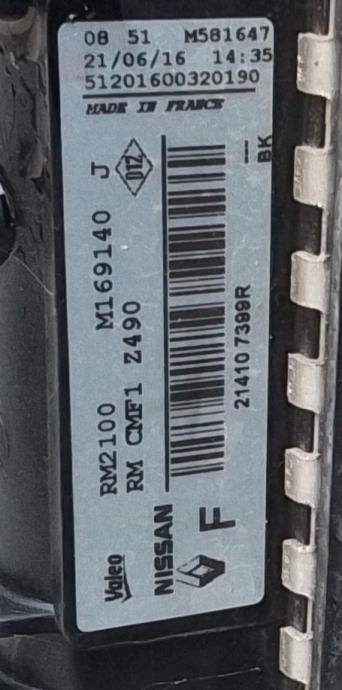 08 51 M581647
21/06/16 14:35
51201600320190
MADE IN FRANCE
Valeo
RM2100 M169140 J
RM CMF1 Z490
DTZ
NISSAN
F
21410 7399R
---
BK